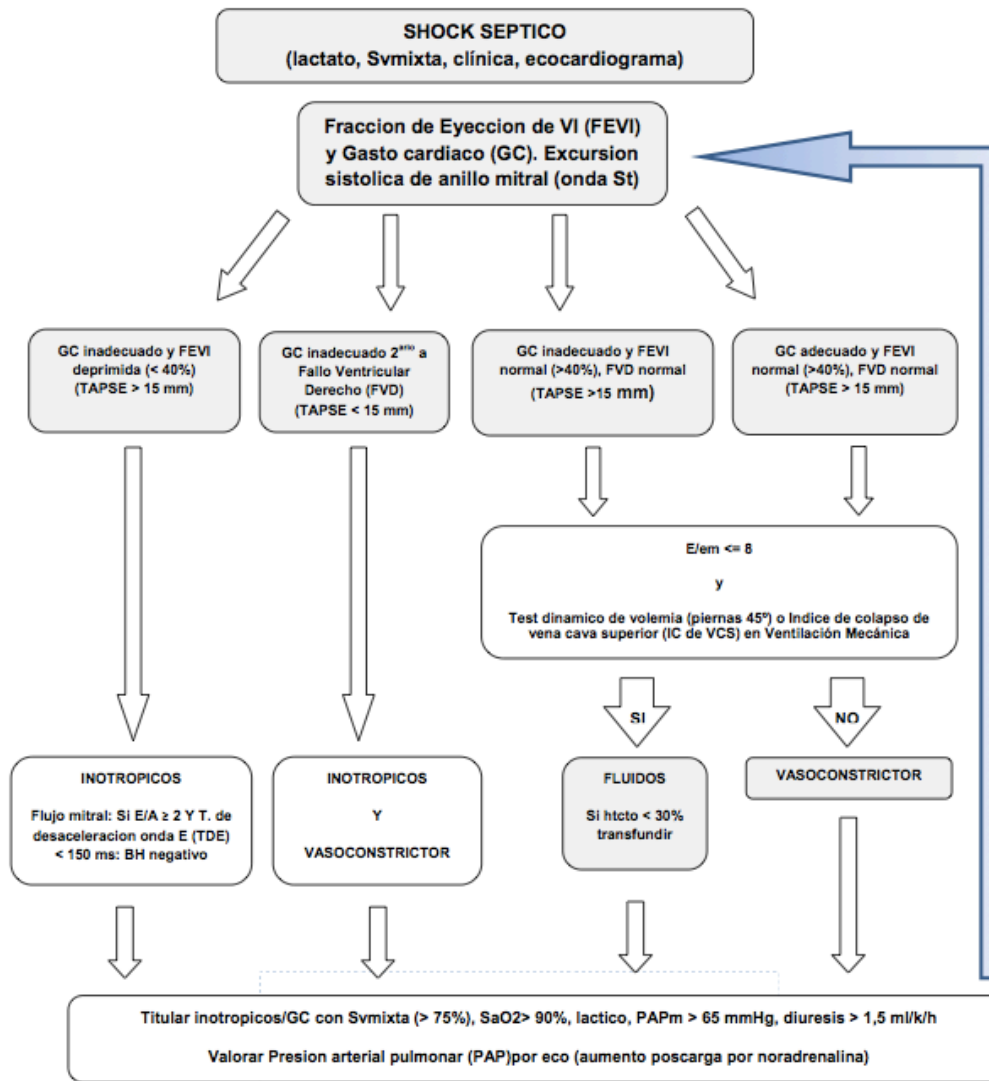 SHOCK SEPTICO
(lactato, Svmixta, clínica, ecocardiograma)
Fraccion de Eyeccion de VI (FEVI)
y Gasto cardiaco (GC). Excursion
sistolica de anillo mitral (onda St)
GC inadecuado y FEVI
deprimida (< 40%)
(TAPSE > 15 mm)
GC inadecuado 2ario a
Fallo Ventricular
Derecho (FVD)
(TAPSE < 15 mm)
GC inadecuado y FEVI
normal (>40%), FVD normal
(TAPSE >15 mm)
GC adecuado y FEVI
normal (>40%), FVD normal
(TAPSE > 15 mm)
E/em <= 8
y
Test dinamico de volemia (piernas 45º) o Indice de colapso de
vena cava superior (IC de VCS) en Ventilación Mecánica
SI
NO
INOTROPICOS
Flujo mitral: Si E/A ≥ 2 Y T. de
desaceleracion onda E (TDE)
< 150 ms: BH negativo
INOTROPICOS
Y
VASOCONSTRICTOR
FLUIDOS
Si htcto < 30%
transfundir
VASOCONSTRICTOR
Titular inotropicos/GC con Svmixta (> 75%), SaO2> 90%, lactico, PAPm > 65 mmHg, diuresis > 1,5 ml/k/h
Valorar Presion arterial pulmonar (PAP)por eco (aumento poscarga por noradrenalina)